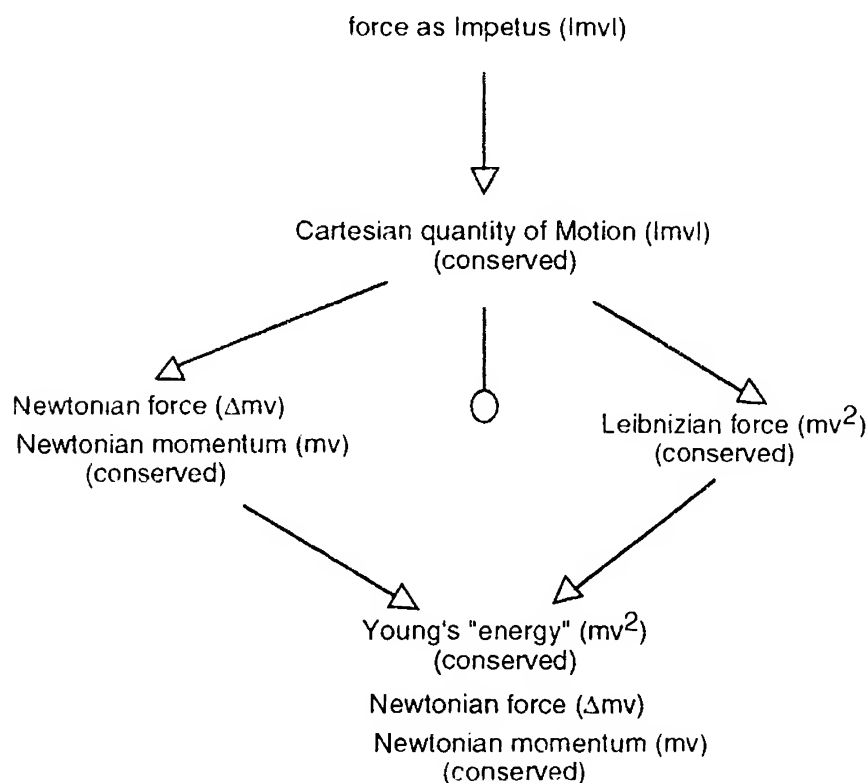 force as Impetus (lmvl)
Cartesian quantity of Motion (lmvl)
(conserved)
Newtonian force (Δmv)
Newtonian momentum (mv)
(conserved)
Leibnizian force (mv²)
(conserved)
Young's "energy" (mv²)
(conserved)
Newtonian force (Δmv)
Newtonian momentum (mv)
(conserved)